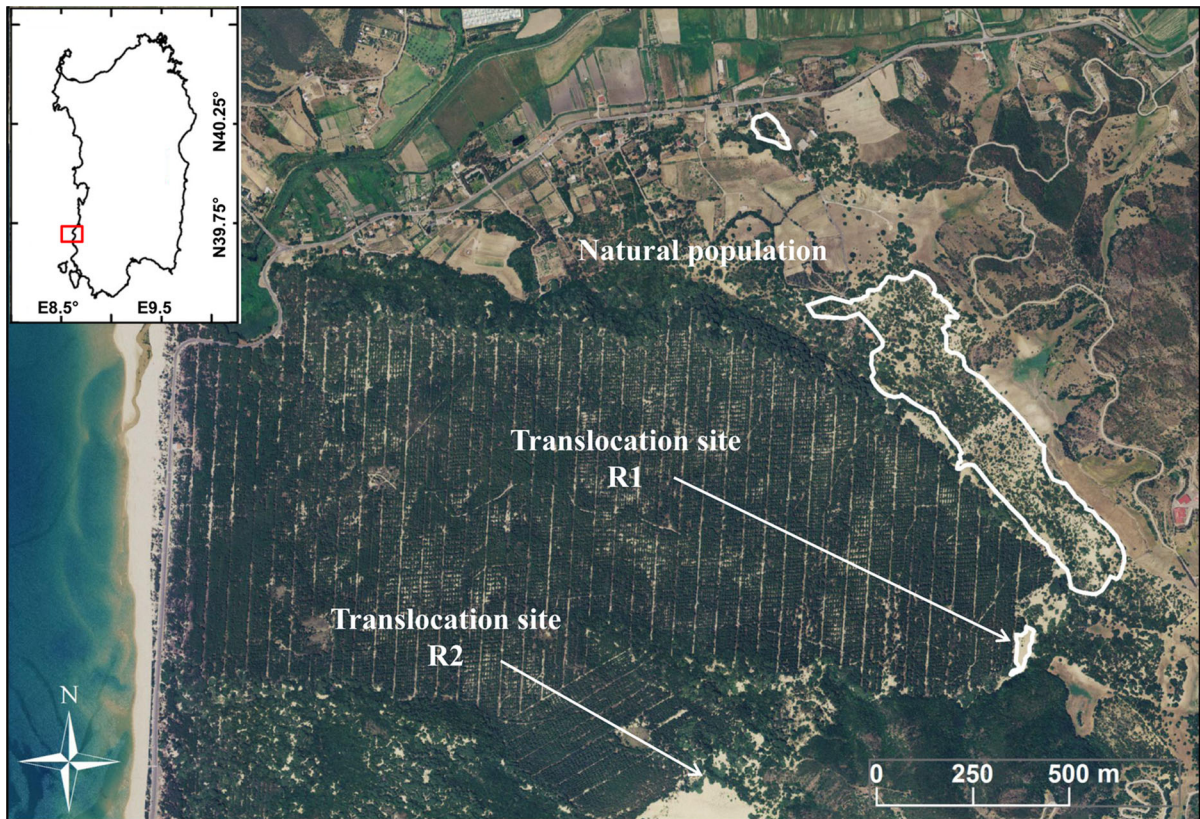 N40.25°
N39.75°
E8.5°
E9.5°
Natural population
Translocation site
R1
Translocation site
R2
N
0
250
500 m